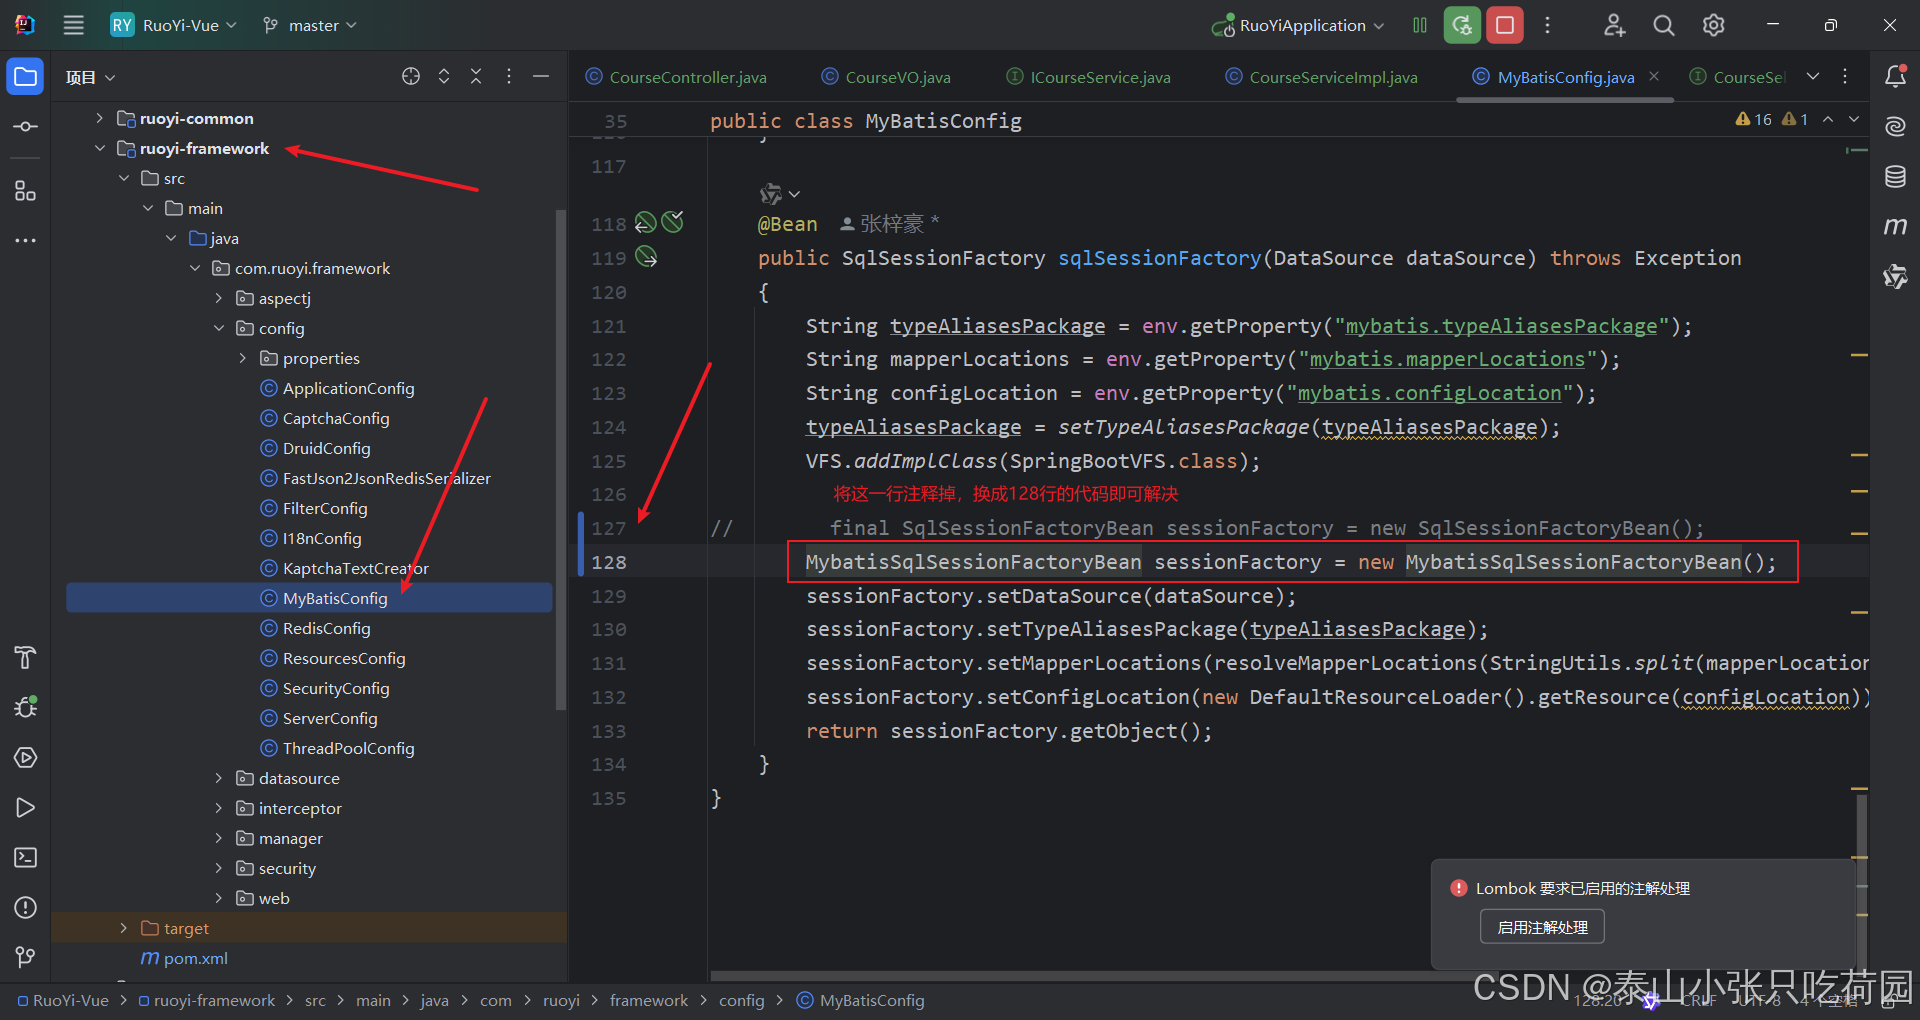 RY RuoYi-Vue master RuoYiApplication
项目
CourseController.java CourseVO.java ICourseService.java CourseServiceImpl.java MyBatisConfig.java CourseSe
ruoyi-common
ruoyi-framework
src
main
java
com.ruoyi.framework
aspectj
config
properties
ApplicationConfig
CaptchaConfig
DruidConfig
FastJson2JsonRedisSerializer
FilterConfig
I18nConfig
KaptchaTextCreator
MyBatisConfig
RedisConfig
ResourcesConfig
SecurityConfig
ServerConfig
ThreadPoolConfig
datasource
interceptor
manager
security
web
target
pom.xml
35 public class MyBatisConfig 16 1
117
118 @Bean 张梓豪 *
119 public SqlSessionFactory sqlSessionFactory(DataSource dataSource) throws Exception
120 {
121 String typeAliasesPackage = env.getProperty("mybatis.typeAliasesPackage");
122 String mapperLocations = env.getProperty("mybatis.mapperLocations");
123 String configLocation = env.getProperty("mybatis.configLocation");
124 typeAliasesPackage = setTypeAliasesPackage(typeAliasesPackage);
125 VFS.addImplClass(SpringBootVFS.class);
126 将这一行注释掉，换成128行的代码即可解决
127 // final SqlSessionFactoryBean sessionFactory = new SqlSessionFactoryBean();
128 MybatisSqlSessionFactoryBean sessionFactory = new MybatisSqlSessionFactoryBean();
129 sessionFactory.setDataSource(dataSource);
130 sessionFactory.setTypeAliasesPackage(typeAliasesPackage);
131 sessionFactory.setMapperLocations(resolveMapperLocations(StringUtils.split(mapperLocation
132 sessionFactory.setConfigLocation(new DefaultResourceLoader().getResource(configLocation))
133 return sessionFactory.getObject();
134 }
135 }
Lombok 要求已启用的注解处理
启用注解处理
RuoYi-Vue > ruoyi-framework > src > main > java > com > ruoyi > framework > config > MyBatisConfig
128:20 CRLF UTF-8 4 个空格
CSDN @泰山小张只吃荷园